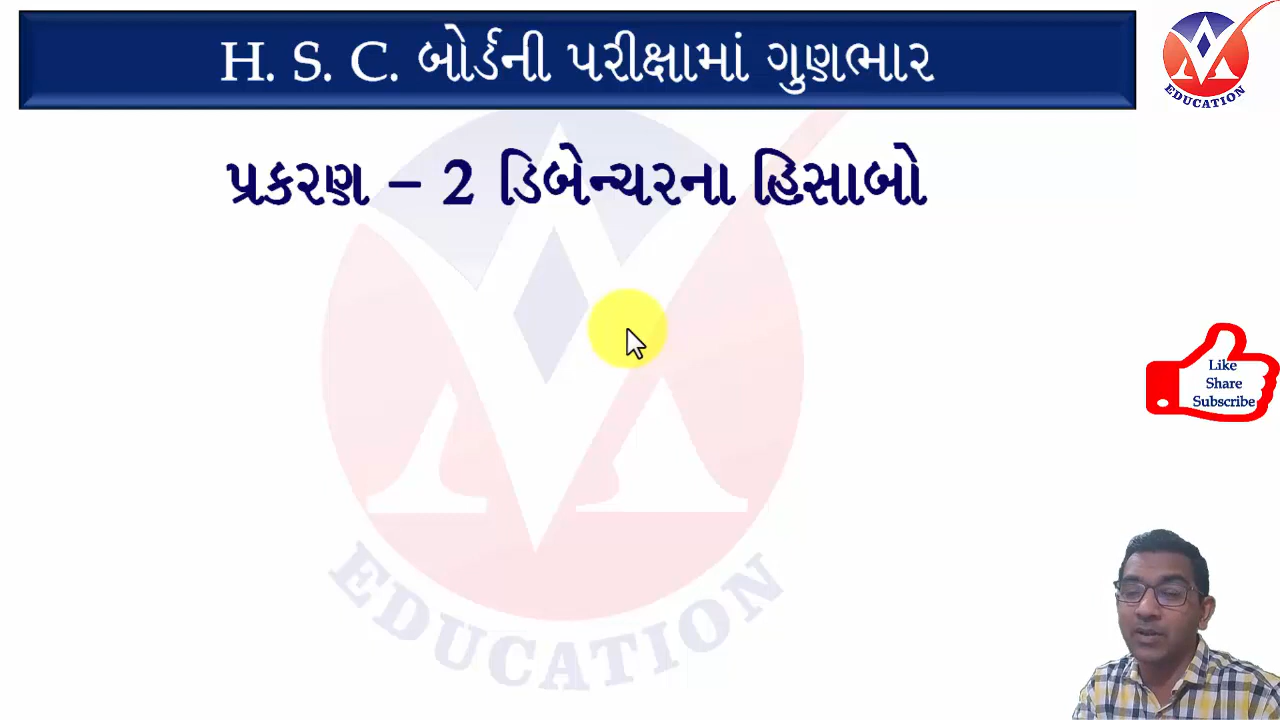 H. S. C. બોર્ડની પરીક્ષામાં ગુણભાર
EDUCATION
પ્રકરણ – 2 ડિબેન્ચરના હિસાબો
Like
Share
Subscribe
EDUCATION